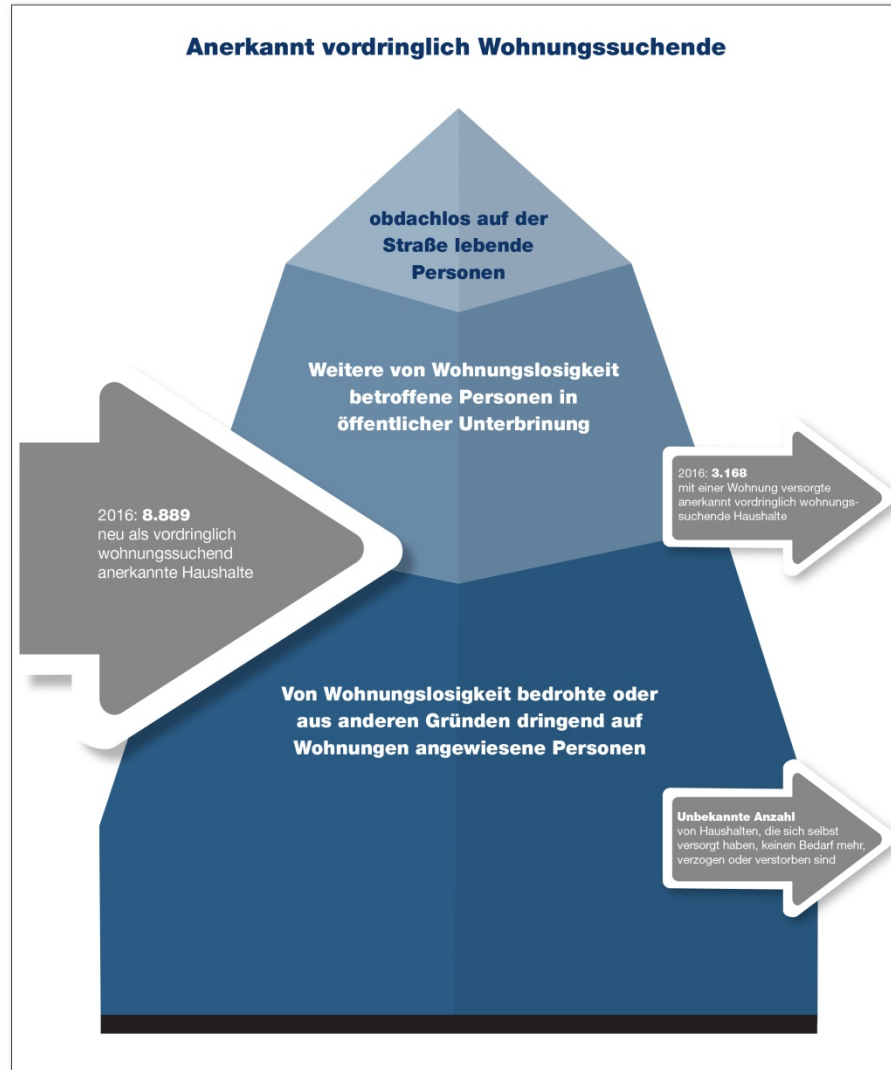 Anerkannt vordringlich Wohnungssuchende
obdachlos auf der
Straße lebende
Personen
Weitere von Wohnungslosigkeit
betroffene Personen in
öffentlicher Unterbrinung
2016: 8.889
neu als vordringlich
wohnungssuchend
anerkannte Haushalte
2016: 3.168
mit einer Wohnung versorgte
anerkannt vordringlich wohnungs-
suchende Haushalte
Von Wohnungslosigkeit bedrohte oder
aus anderen Gründen dringend auf
Wohnungen angewiesene Personen
Unbekannte Anzahl
von Haushalten, die sich selbst
versorgt haben, keinen Bedarf mehr,
verzogen oder verstorben sind